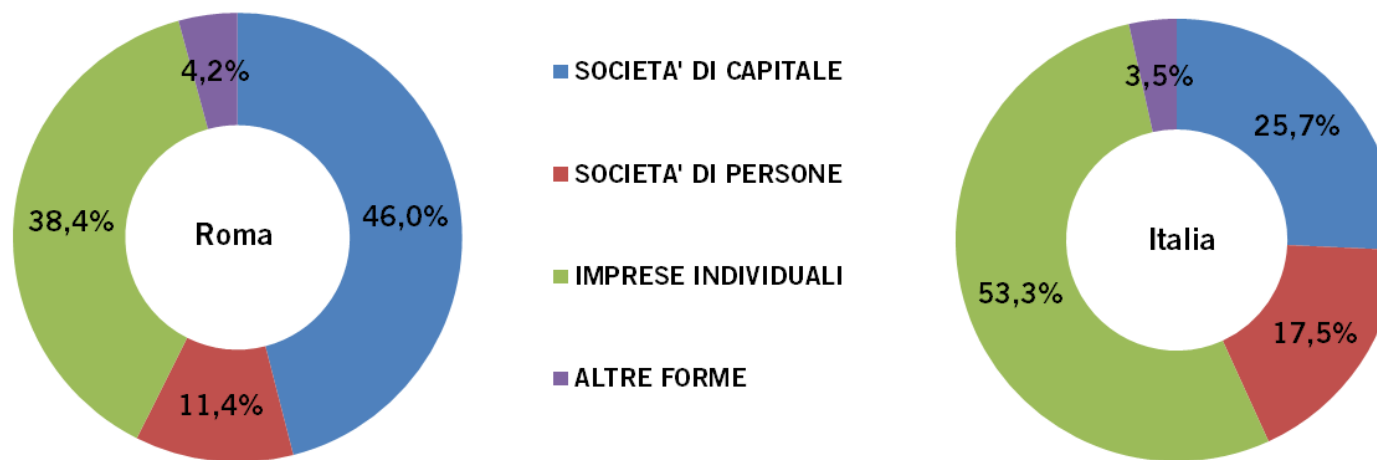 4,2%
38,4%
46,0%
11,4%
Roma
SOCIETA' DI CAPITALE
SOCIETA' DI PERSONE
IMPRESE INDIVIDUALI
ALTRE FORME
3,5%
25,7%
53,3%
17,5%
Italia